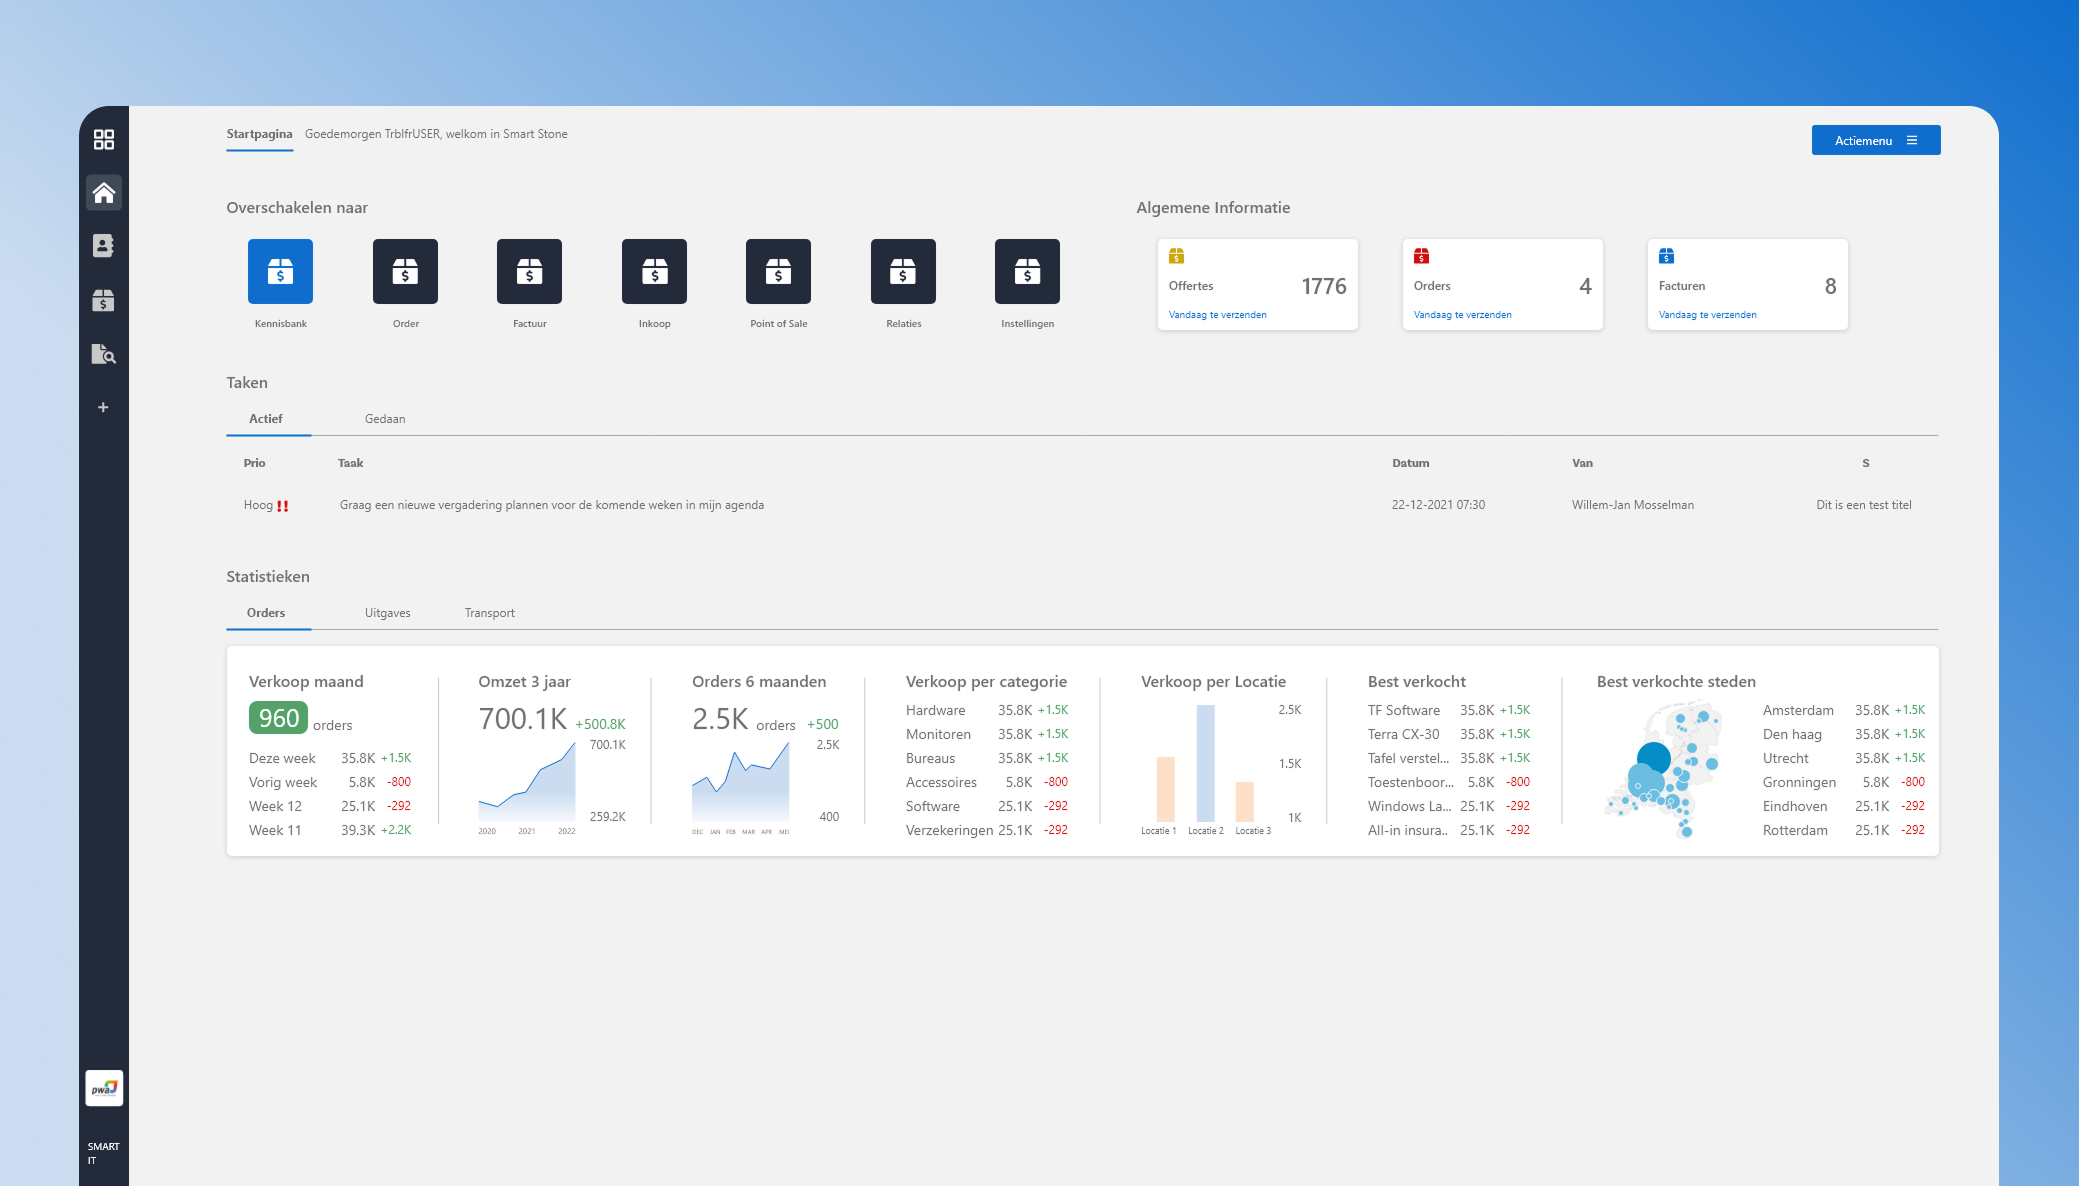 Startpagina Goedemorgen TrblfrUSER, welkom in Smart Stone
Actiemenu
Overschakelen naar
Kennisbank Order Factuur Inkoop Point of Sale Relaties Instellingen
Algemene Informatie
Offertes 1776
Vandaag te verzenden
Orders 4
Vandaag te verzenden
Facturen 8
Vandaag te verzenden
Taken
Actief Gedaan
Prio Taak Datum Van S
Hoog !! Graag een nieuwe vergadering plannen voor de komende weken in mijn agenda 22-12-2021 07:30 Willem-Jan Mosselman Dit is een test titel
Statistieken
Orders Uitgaves Transport
Verkoop maand
960 orders
Deze week 35.8K +1.5K
Vorig week 5.8K -800
Week 12 25.1K -292
Week 11 39.3K +2.2K
Omzet 3 jaar
700.1K +500.8K
700.1K
259.2K
2020 2021 2022
Orders 6 maanden
2.5K orders +500
2.5K
400
DEC JAN FEB MAR APR MEI
Verkoop per categorie
Hardware 35.8K +1.5K
Monitoren 35.8K +1.5K
Bureaus 35.8K +1.5K
Accessoires 5.8K -800
Software 25.1K -292
Verzekeringen 25.1K -292
Verkoop per Locatie
2.5K
1.5K
1K
Locatie 1 Locatie 2 Locatie 3
Best verkocht
TF Software 35.8K +1.5K
Terra CX-30 35.8K +1.5K
Tafel verstel... 35.8K +1.5K
Toestenboor... 5.8K -800
Windows La... 25.1K -292
All-in insura.. 25.1K -292
Best verkochte steden
Amsterdam 35.8K +1.5K
Den haag 35.8K +1.5K
Utrecht 35.8K +1.5K
Gronningen 5.8K -800
Eindhoven 25.1K -292
Rotterdam 25.1K -292
pwa
SMART
IT